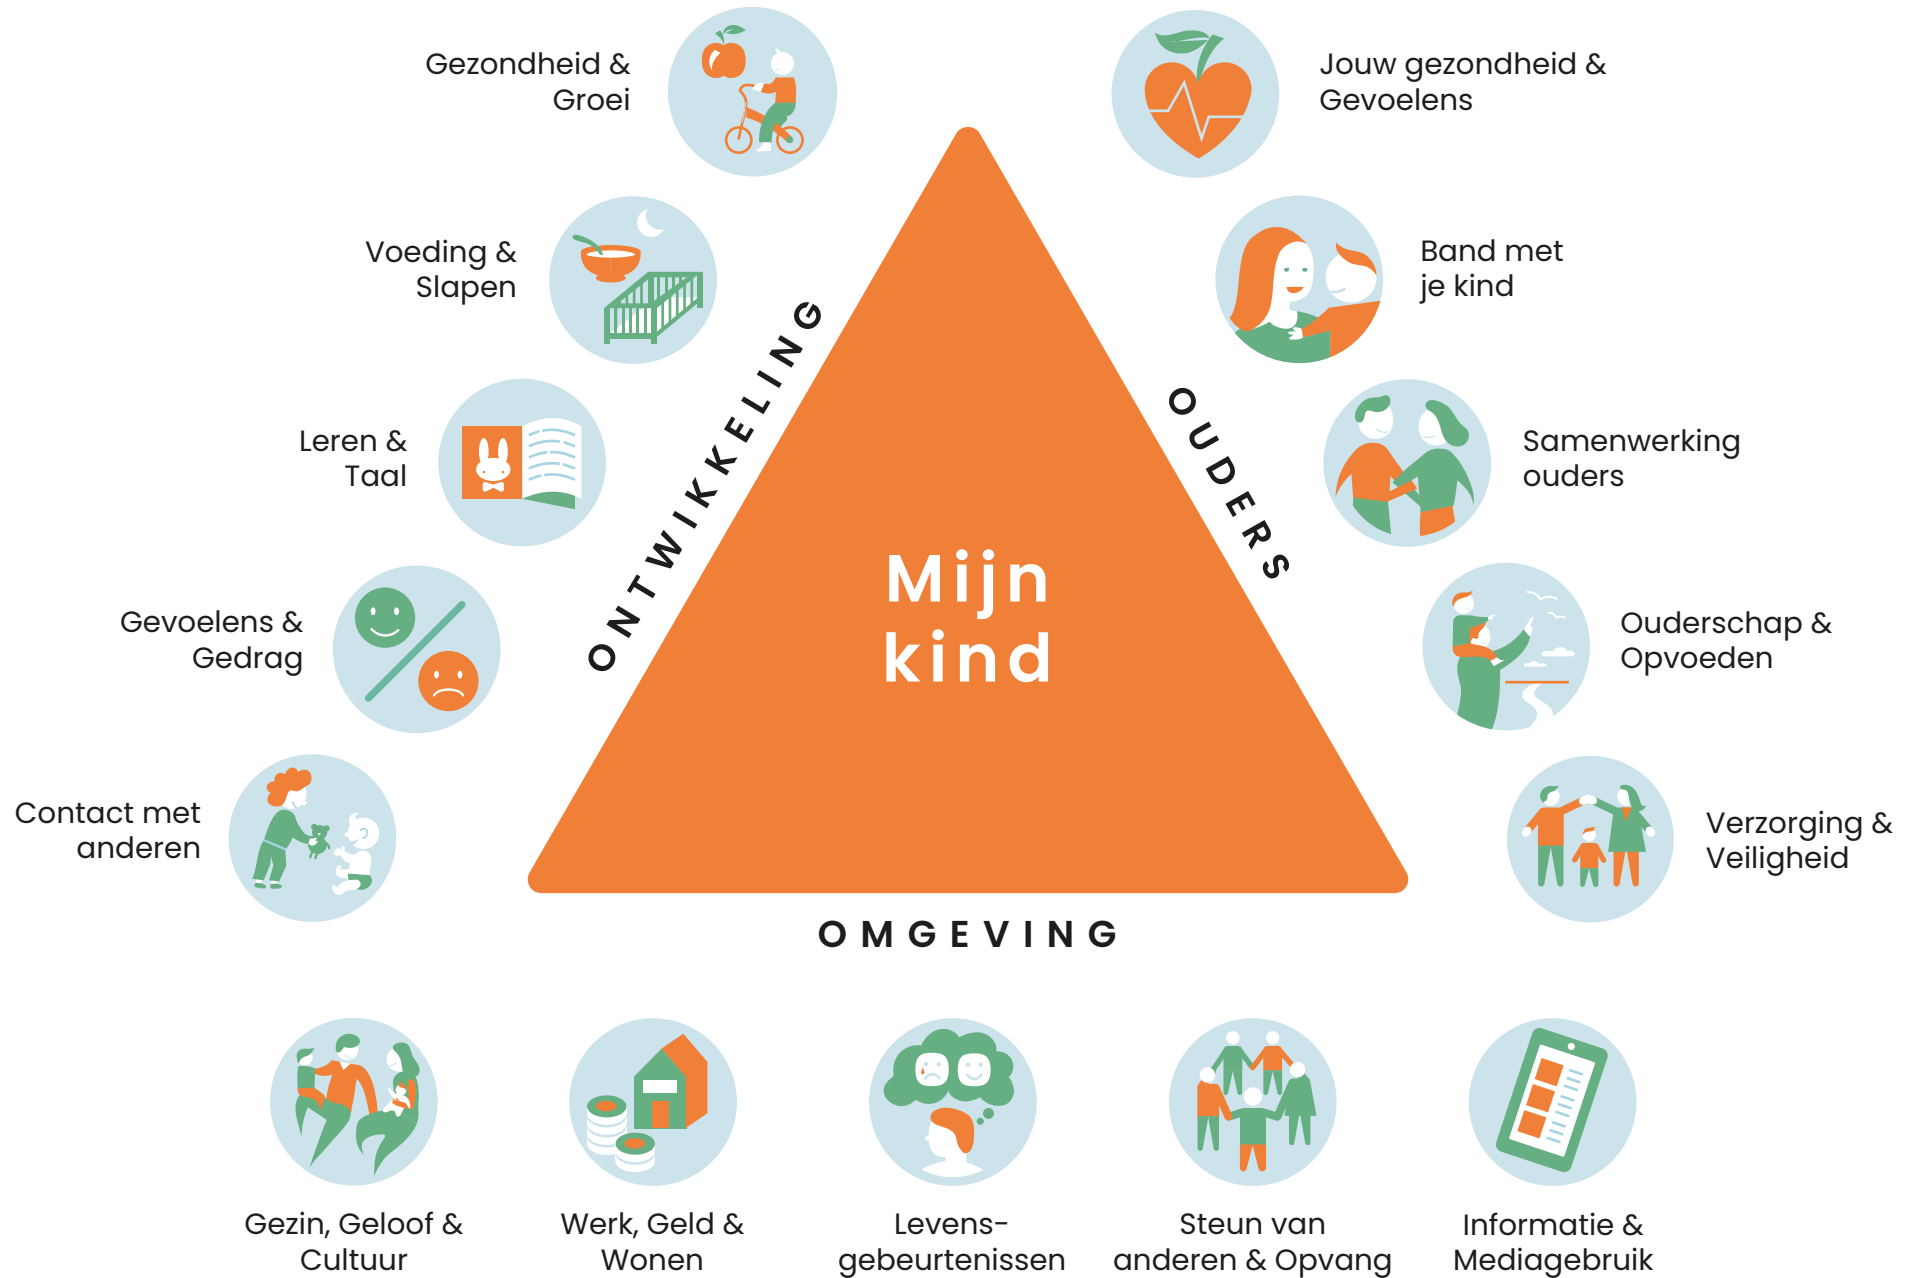 Gezondheid &
Groei
Voeding &
Slapen
Leren &
Taal
Gevoelens &
Gedrag
Contact met
anderen
ONTWIKKELING
Mijn
kind
OUDERS
Jouw gezondheid &
Gevoelens
Band met
je kind
Samenwerking
ouders
Ouderschap &
Opvoeden
Verzorging &
Veiligheid
OMGEVING
Gezin, Geloof &
Cultuur
Werk, Geld &
Wonen
Levens-
gebeurtenissen
Steun van
anderen & Opvang
Informatie &
Mediagebruik